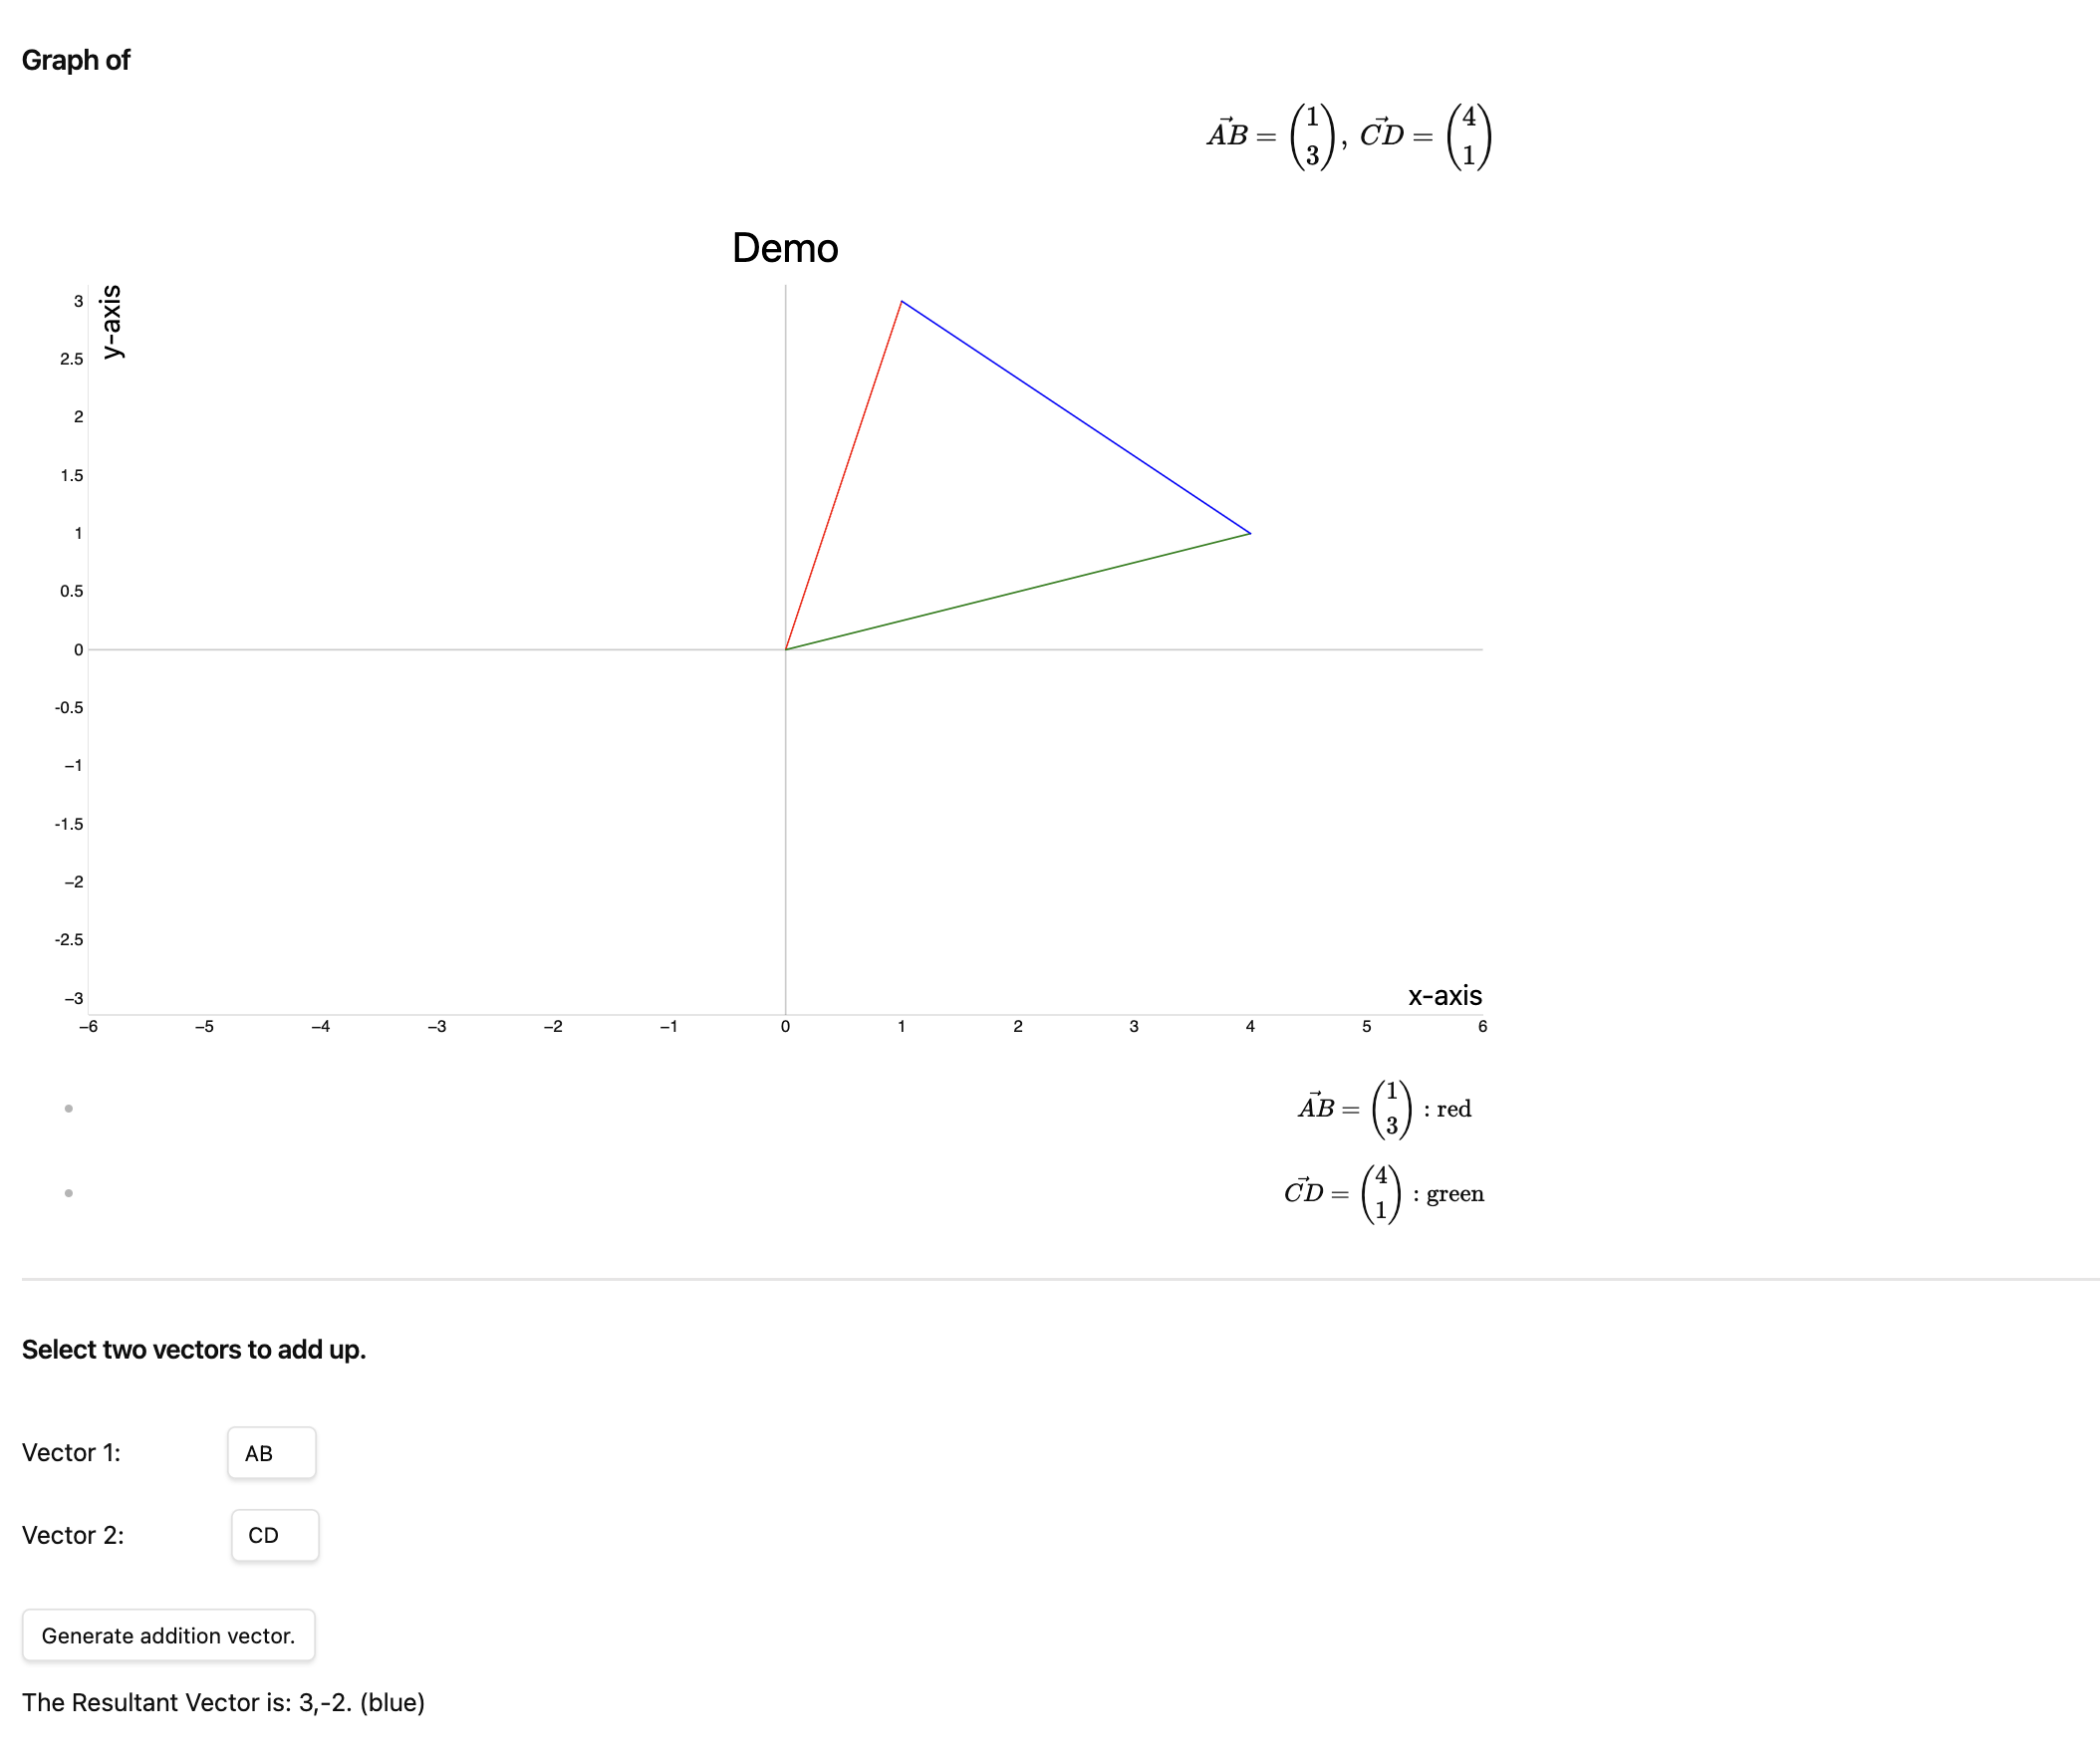 Graph of
$\vec{AB} = \begin{pmatrix} 1 \\ 3 \end{pmatrix}, \vec{CD} = \begin{pmatrix} 4 \\ 1 \end{pmatrix}$
Demo
y-axis
3
2.5
2
1.5
1
0.5
0
-0.5
−1
-1.5
−2
-2.5
−3
x-axis
−6 −5 −4 −3 −2 −1 0 1 2 3 4 5 6
$\vec{AB} = \begin{pmatrix} 1 \\ 3 \end{pmatrix}$ : red
$\vec{CD} = \begin{pmatrix} 4 \\ 1 \end{pmatrix}$ : green
Select two vectors to add up.
Vector 1: AB
Vector 2: CD
Generate addition vector.
The Resultant Vector is: 3,-2. (blue)